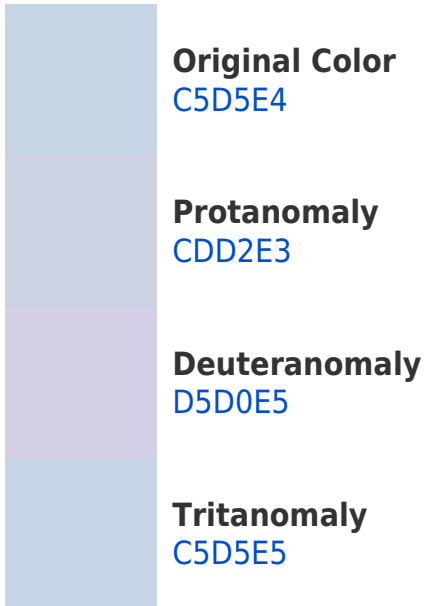 Original Color
C5D5E4
Protanomaly
CDD2E3
Deuteranomaly
D5D0E5
Tritanomaly
C5D5E5